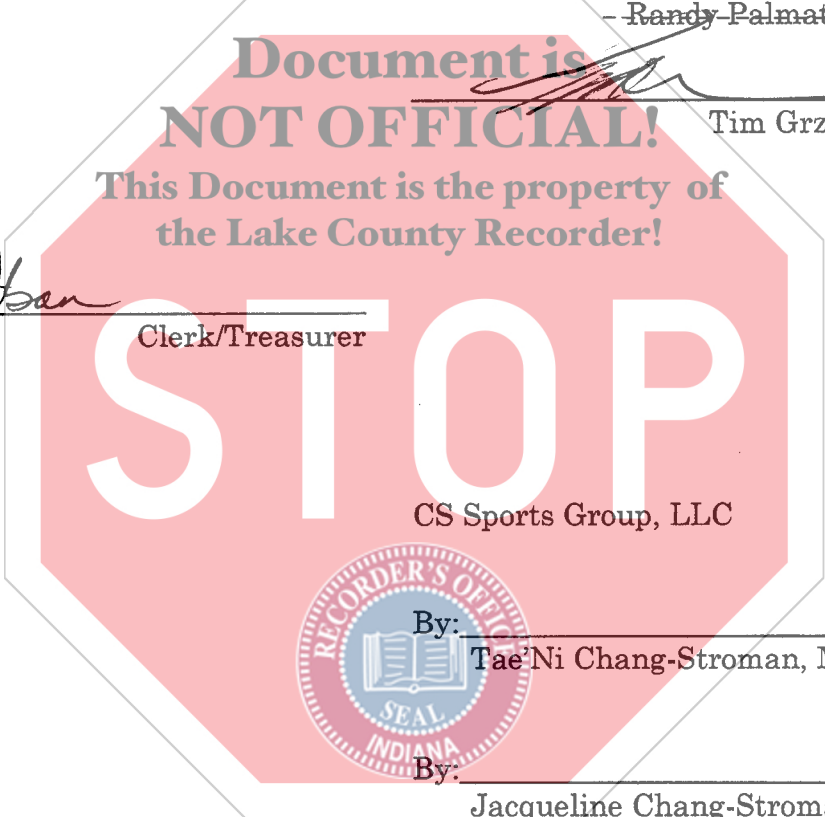 - Randy Palmat
Document is
NOT OFFICIAL!
Tim Grz
This Document is the property of
the Lake County Recorder!
Clerk/Treasurer
STOP
CS Sports Group, LLC
RECORDER'S OFFICE
By:
Tae'Ni Chang-Stroman,
SEAL
INDIANA
By:
Jacqueline Chang-Strom